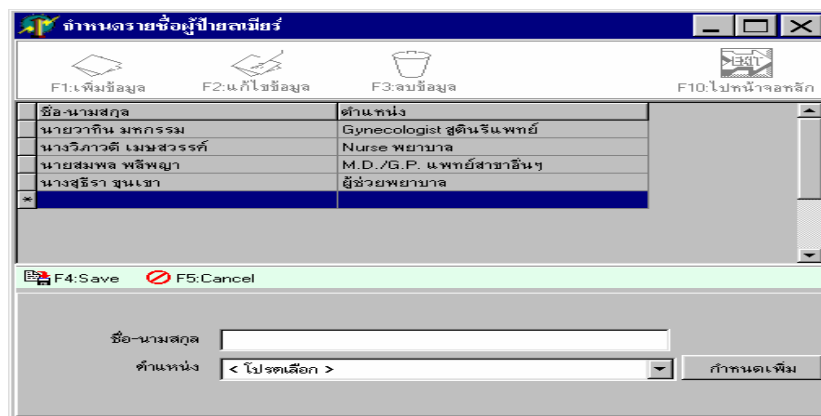 กำหนดรายชื่อผู้ป้ายสเมียร์
F1:เพิ่มข้อมูล F2:แก้ไขข้อมูล F3:ลบข้อมูล EXIT F10:ไปหน้าจอหลัก
ชื่อ-นามสกุล ตำแหน่ง
นายวาทิน มหกรรม Gynecologist สูตินรีแพทย์
นางวิภาวดี เมฆสวรรค์ Nurse พยาบาล
นายสมพล พลีพญา M.D./G.P. แพทย์สาขาอื่นๆ
นางสุธีรา ขุนเขา ผู้ช่วยพยาบาล
*
F4:Save F5:Cancel
ชื่อ-นามสกุล
ตำแหน่ง < โปรดเลือก > กำหนดเพิ่ม